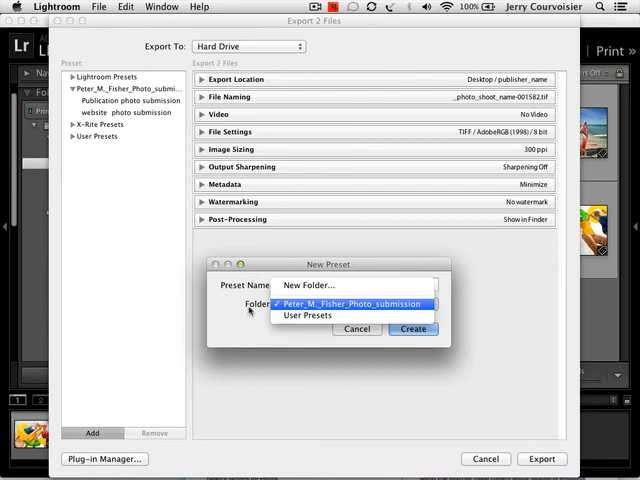 Lightroom File Edit Window Help 100% Jerry Courvoisier
Export 2 Files
Lr
Print
Export To: Hard Drive
Preset:
Export 2 Files
Lightroom Presets
Peter_M._Fisher_Photo_submi...
Publication photo submission
website photo submission
X-Rite Presets
User Presets
Export Location Desktop / publisher_name
File Naming _photo_shoot_name-001582.tif
Video No Video
File Settings TIFF / AdobeRGB (1998) / 8 bit
Image Sizing 300 ppi
Output Sharpening Sharpening Off
Metadata Minimize
Watermarking No watermark
Post-Processing Show in Finder
New Preset
Preset Name
New Folder...
Folder
✓ Peter_M._Fisher_Photo_submission
User Presets
Cancel Create
Add Remove
Plug-in Manager... Cancel Export